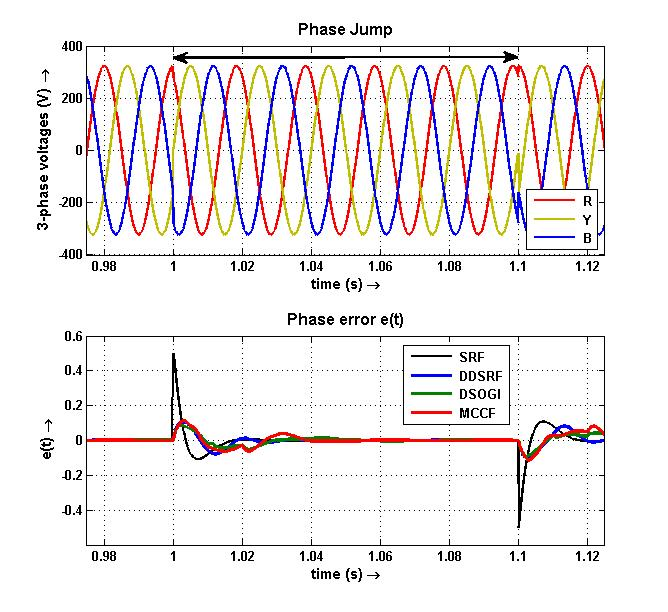 Phase Jump
400
200
0
-200
-400
3-phase voltages (V) →
R
Y
B
0.98 1 1.02 1.04 1.06 1.08 1.1 1.12
time (s) →
Phase error e(t)
0.6
0.4
0.2
0
-0.2
-0.4
e(t) →
SRF
DDSRF
DSOGI
MCCF
0.98 1 1.02 1.04 1.06 1.08 1.1 1.12
time (s) →